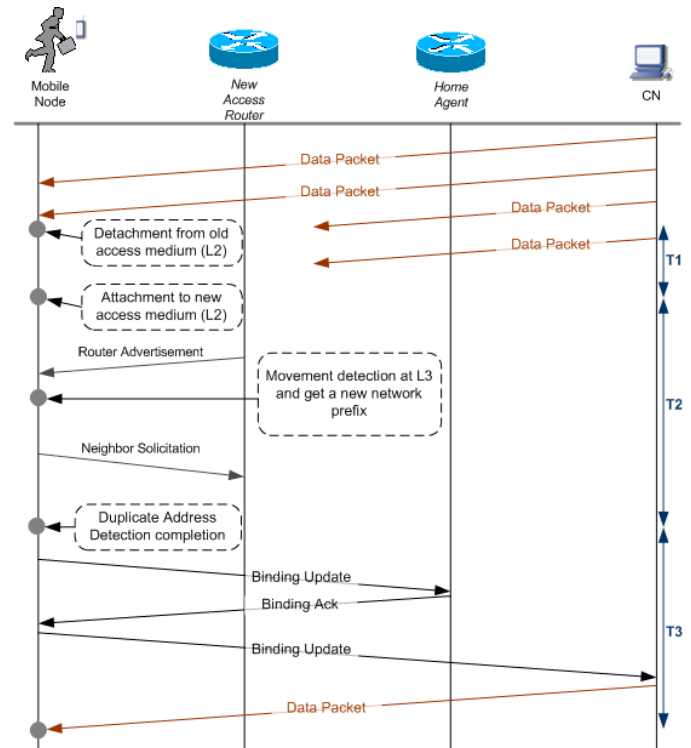 Mobile
Node
New
Access
Router
Home
Agent
CN
Data Packet
Data Packet
Data Packet
Detachment from old
access medium (L2)
Data Packet
T1
Attachment to new
access medium (L2)
Router Advertisement
Movement detection at L3
and get a new network
prefix
T2
Neighbor Solicitation
Duplicate Address
Detection completion
Binding Update
Binding Ack
T3
Binding Update
Data Packet